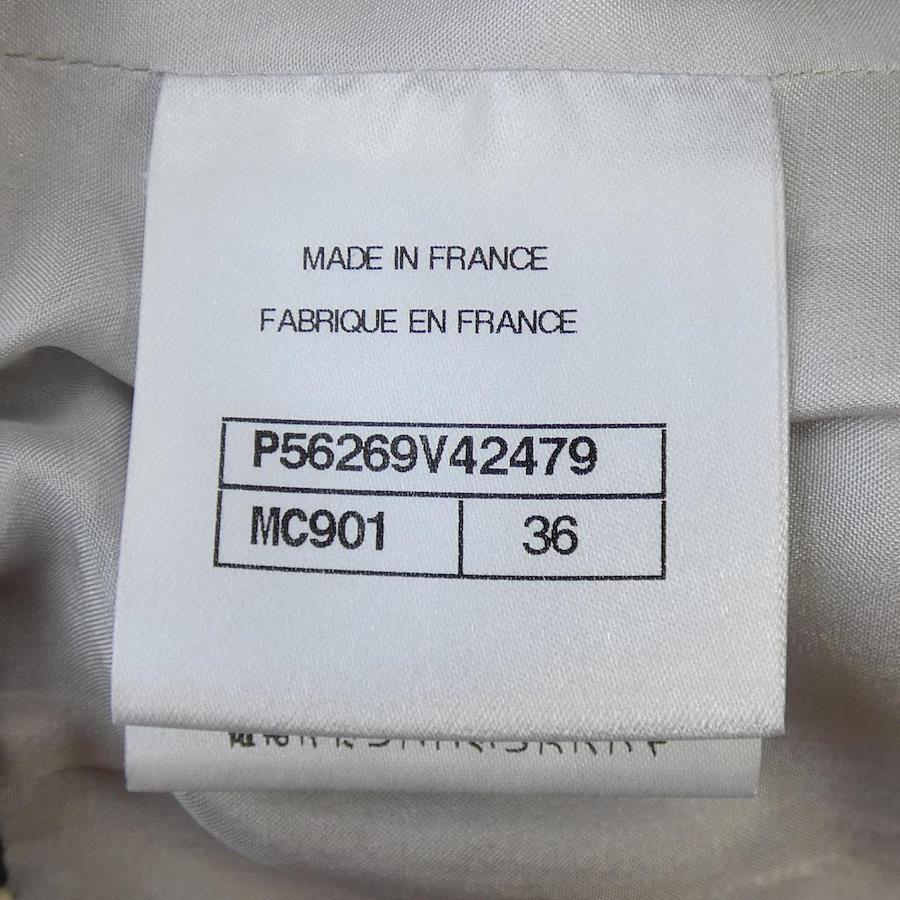 MADE IN FRANCE
FABRIQUE EN FRANCE
P56269V42479
MC901 36